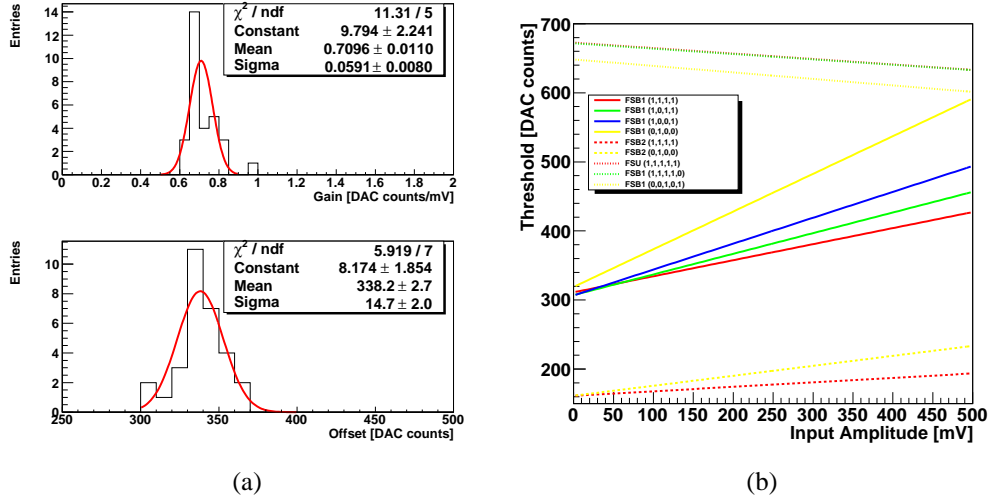 χ² / ndf 11.31 / 5
Constant 9.794 ± 2.241
Mean 0.7096 ± 0.0110
Sigma 0.0591 ± 0.0080
Entries
14
12
10
8
6
4
2
0
0 0.2 0.4 0.6 0.8 1 1.2 1.4 1.6 1.8 2
Gain [DAC counts/mV]
χ² / ndf 5.919 / 7
Constant 8.174 ± 1.854
Mean 338.2 ± 2.7
Sigma 14.7 ± 2.0
Entries
10
8
6
4
2
0
250 300 350 400 450 500
Offset [DAC counts]
(a)
Threshold [DAC counts]
700
600
500
400
300
200
FSB1 (1,1,1,1)
FSB1 (1,0,1,1)
FSB1 (1,0,0,1)
FSB1 (0,1,0,0)
FSB2 (1,1,1,1)
FSB2 (0,1,0,0)
FSU (1,1,1,1,1)
FSB1 (1,1,1,1,0)
FSB1 (0,0,1,0,1)
0 50 100 150 200 250 300 350 400 450 500
Input Amplitude [mV]
(b)